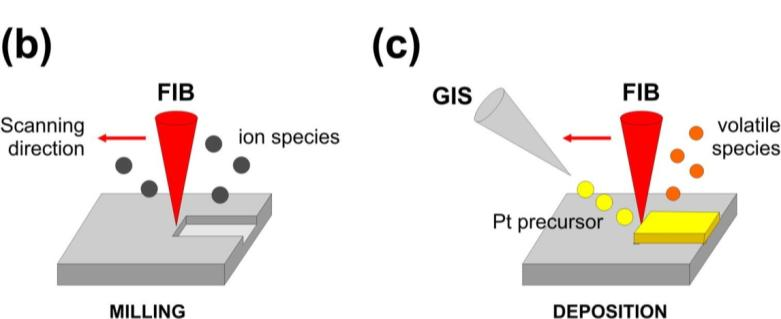 (b)
FIB
Scanning
direction
ion species
MILLING
(c)
GIS
FIB
volatile
species
Pt precursor
DEPOSITION